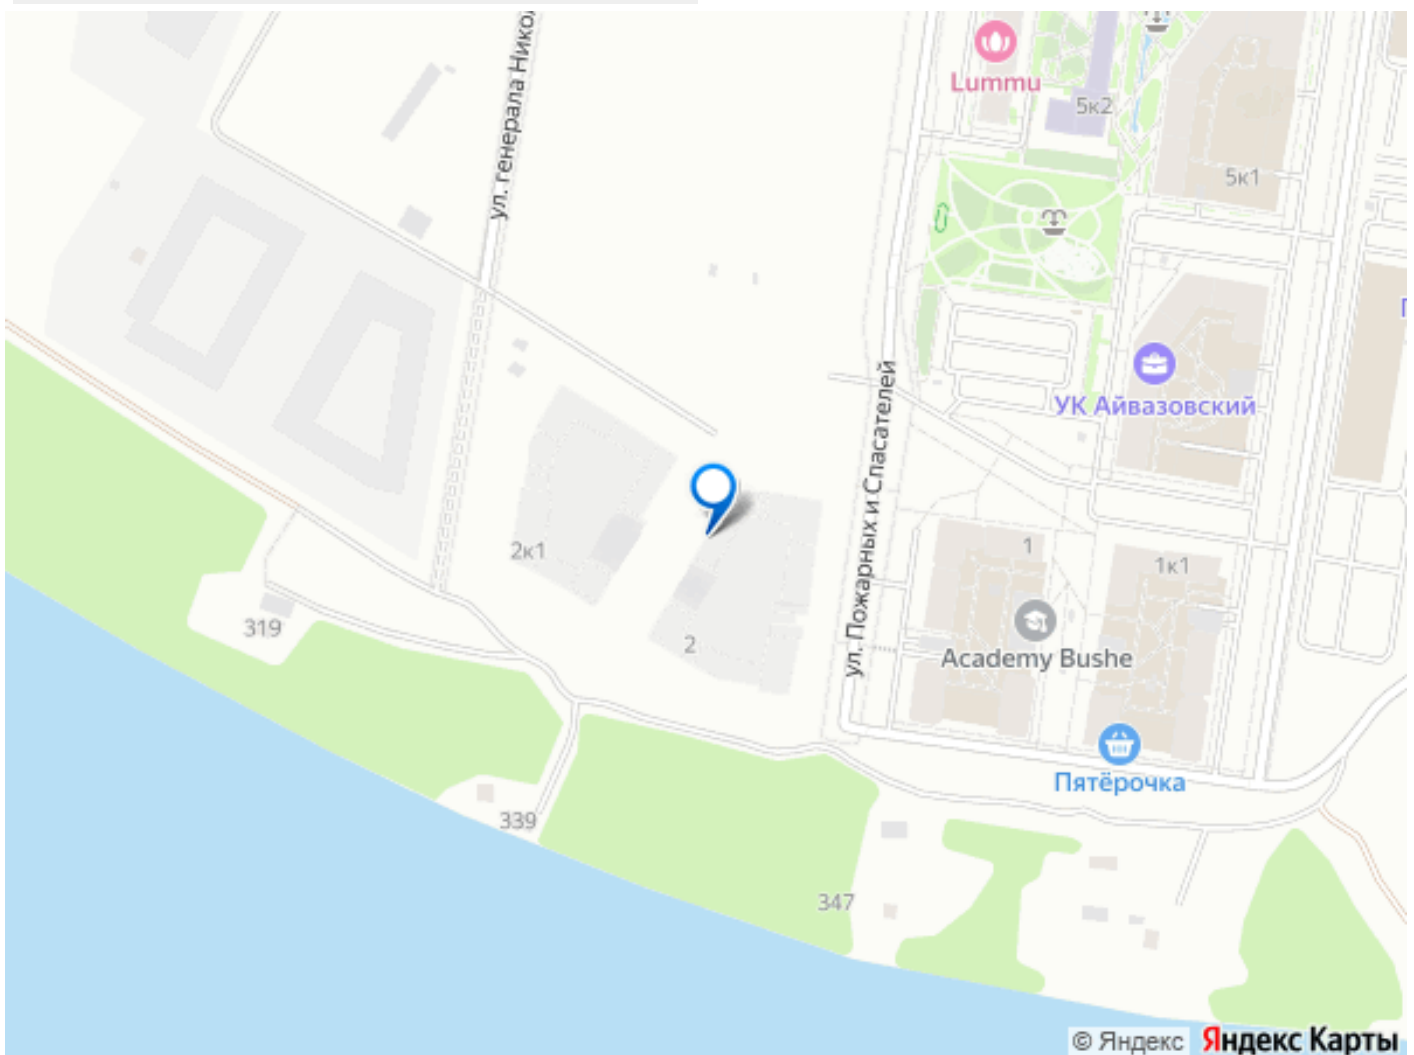 ул. генерала Нико
Lummu
5к2
5к1
УК Айвазовский
ул. Пожарных и Спасателей
2к1
2
1
1к1
Academy Bushe
319
Пятёрочка
339
347
© Яндекс Яндекс Карты